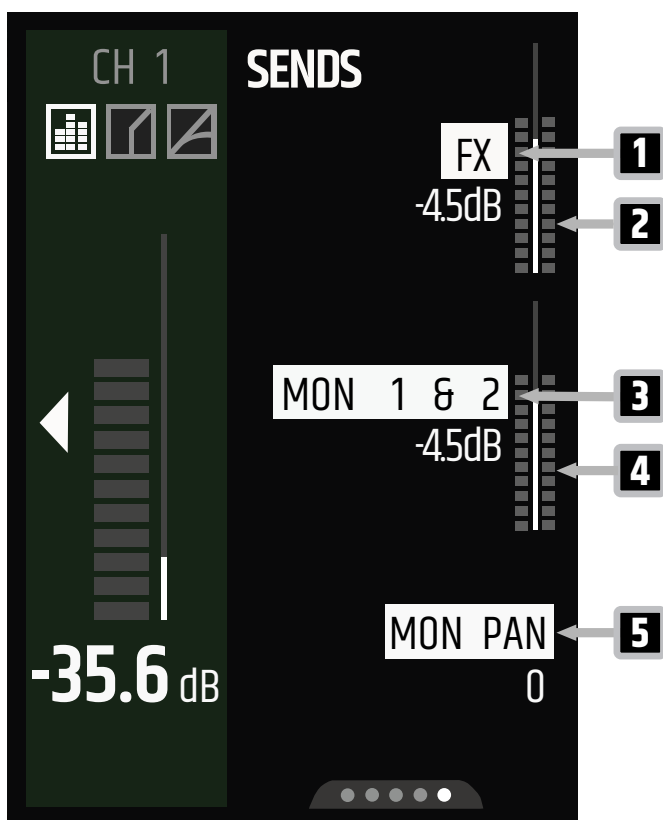 CH 1
SENDS
FX
-4.5dB
MON 1 & 2
-4.5dB
MON PAN
0
-35.6 dB
1
2
3
4
5